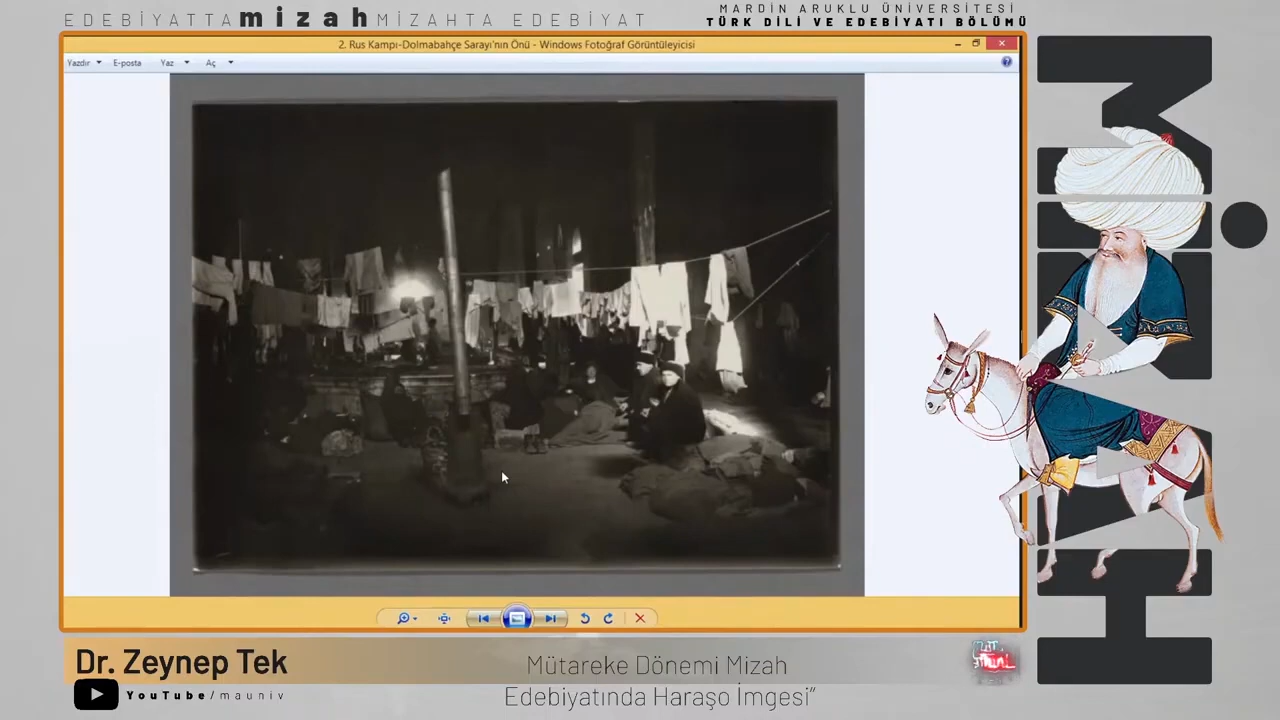 EDEBİYATTA mizah MİZAHTA EDEBİYAT
MARDİN ARUKLU ÜNİVERSİTESİ
TÜRK DİLİ VE EDEBİYATI BÖLÜMÜ
2. Rus Kampı-Dolmabahçe Sarayı'nın Önü - Windows Fotoğraf Görüntüleyicisi
Yazdır E-posta Yaz Aç
MİZAH
Dr. Zeynep Tek
YouTube/mauniv
Mütareke Dönemi Mizah
Edebiyatında Haraşo İmgesi”